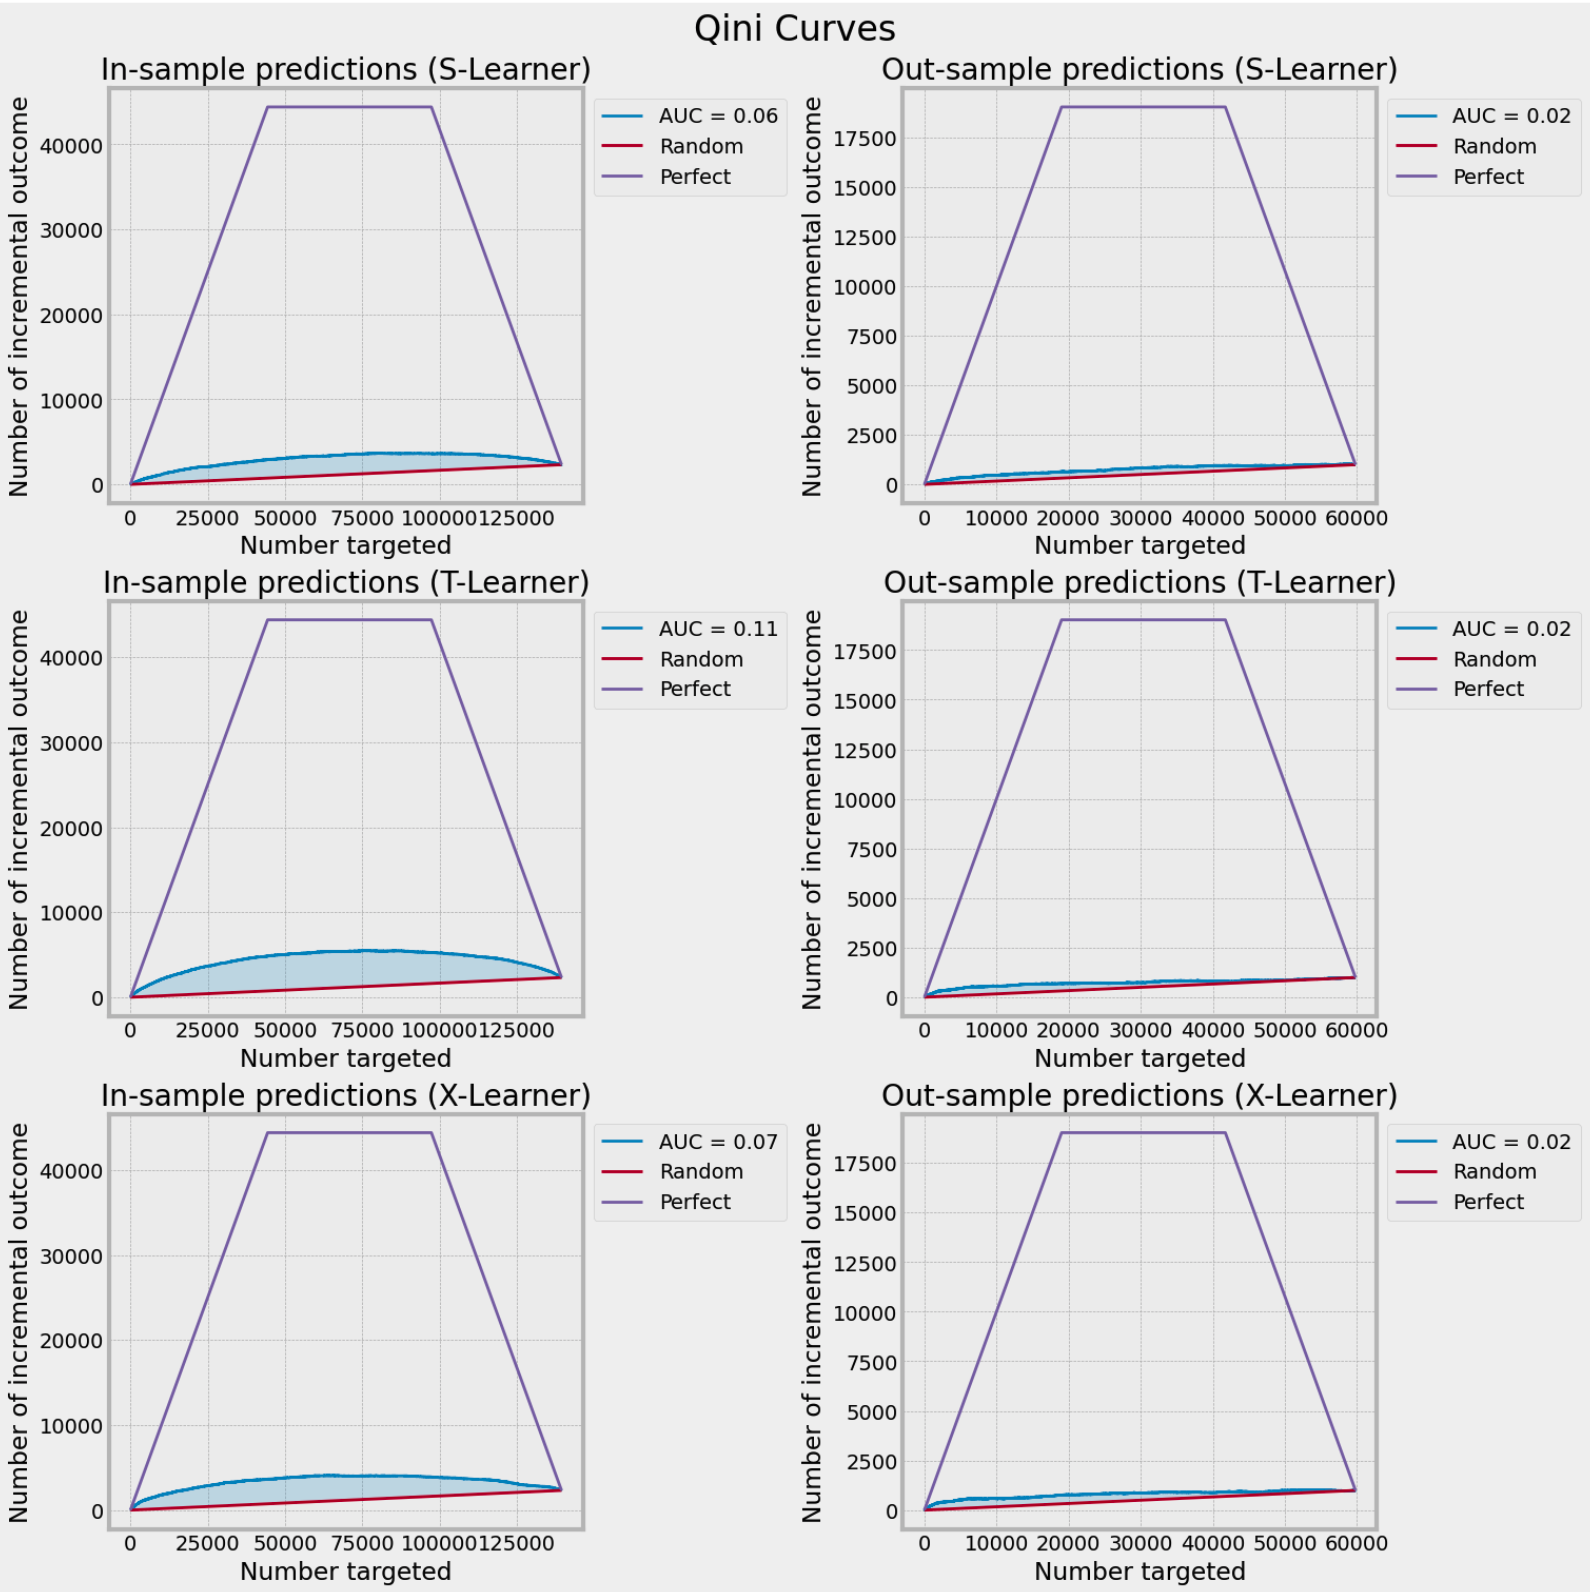 Qini Curves
In-sample predictions (S-Learner)
Number of incremental outcome
40000
30000
20000
10000
0
0 25000 50000 75000 100000 125000
Number targeted
AUC = 0.06
Random
Perfect
Out-sample predictions (S-Learner)
Number of incremental outcome
17500
15000
12500
10000
7500
5000
2500
0
0 10000 20000 30000 40000 50000 60000
Number targeted
AUC = 0.02
Random
Perfect
In-sample predictions (T-Learner)
Number of incremental outcome
40000
30000
20000
10000
0
0 25000 50000 75000 100000 125000
Number targeted
AUC = 0.11
Random
Perfect
Out-sample predictions (T-Learner)
Number of incremental outcome
17500
15000
12500
10000
7500
5000
2500
0
0 10000 20000 30000 40000 50000 60000
Number targeted
AUC = 0.02
Random
Perfect
In-sample predictions (X-Learner)
Number of incremental outcome
40000
30000
20000
10000
0
0 25000 50000 75000 100000 125000
Number targeted
AUC = 0.07
Random
Perfect
Out-sample predictions (X-Learner)
Number of incremental outcome
17500
15000
12500
10000
7500
5000
2500
0
0 10000 20000 30000 40000 50000 60000
Number targeted
AUC = 0.02
Random
Perfect